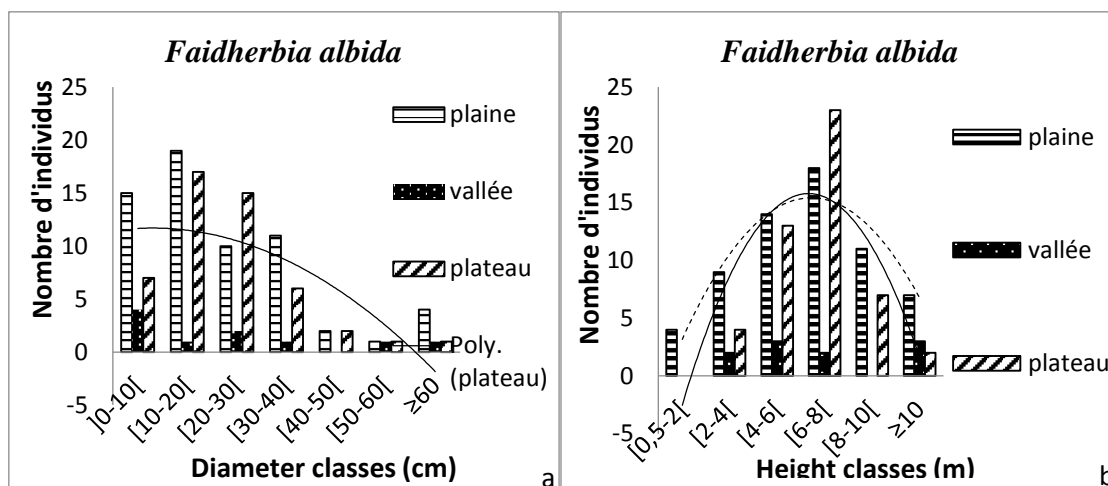 Faidherbia albida
Nombre d'individus
25
20
15
10
5
0
-5
plaine
vallée
plateau
Poly.
(plateau)
]0-10[
[10-20[
[20-30[
[30-40[
[40-50[
[50-60[
≥60
Diameter classes (cm)
a
Faidherbia albida
Nombre d'individus
25
20
15
10
5
0
-5
plaine
vallée
plateau
[0,5-2[
[2-4[
[4-6[
[6-8[
[8-10[
≥10
Height classes (m)
b